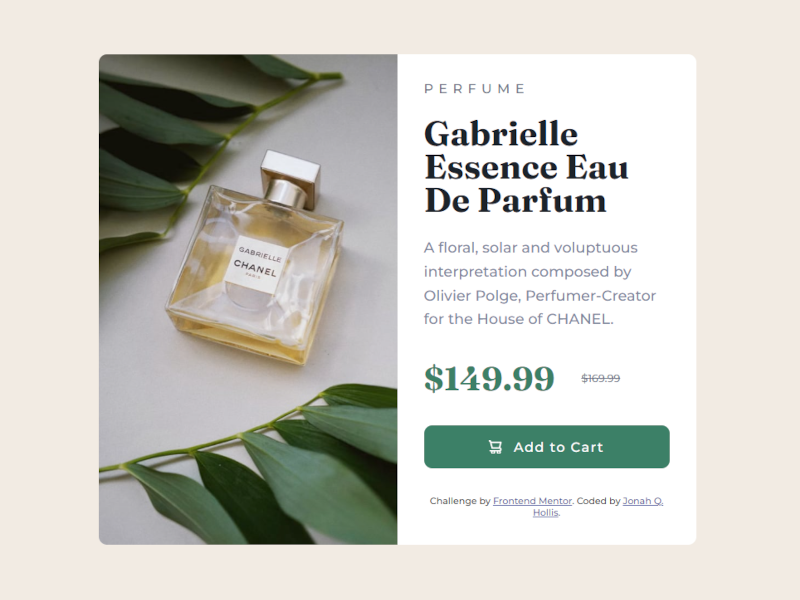 GABRIELLE
CHANEL
PARIS
PERFUME
Gabrielle
Essence Eau
De Parfum
A floral, solar and voluptuous
interpretation composed by
Olivier Polge, Perfumer-Creator
for the House of CHANEL.
$149.99 $169.99
Add to Cart
Challenge by Frontend Mentor. Coded by Jonah Q.
Hollis.